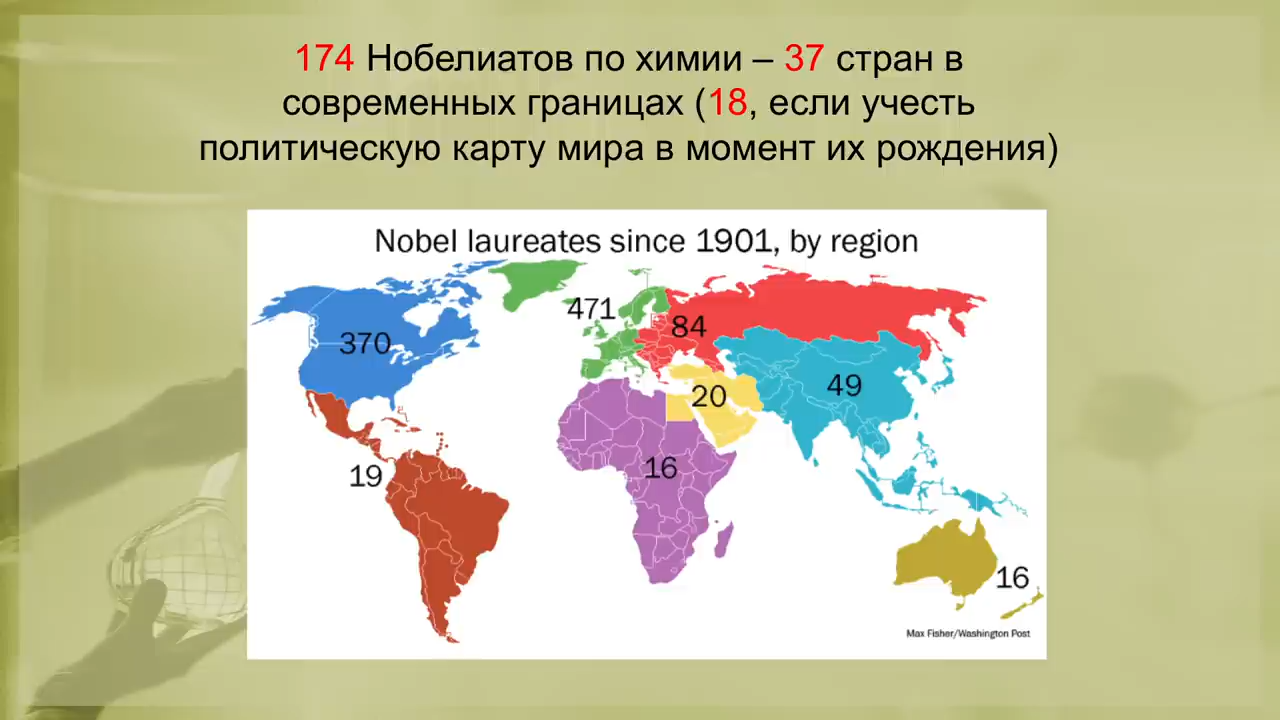 174 Нобелиатов по химии – 37 стран в
современных границах (18, если учесть
политическую карту мира в момент их рождения)
Nobel laureates since 1901, by region
471
84
370
49
20
16
19
16
Max Fisher/Washington Post